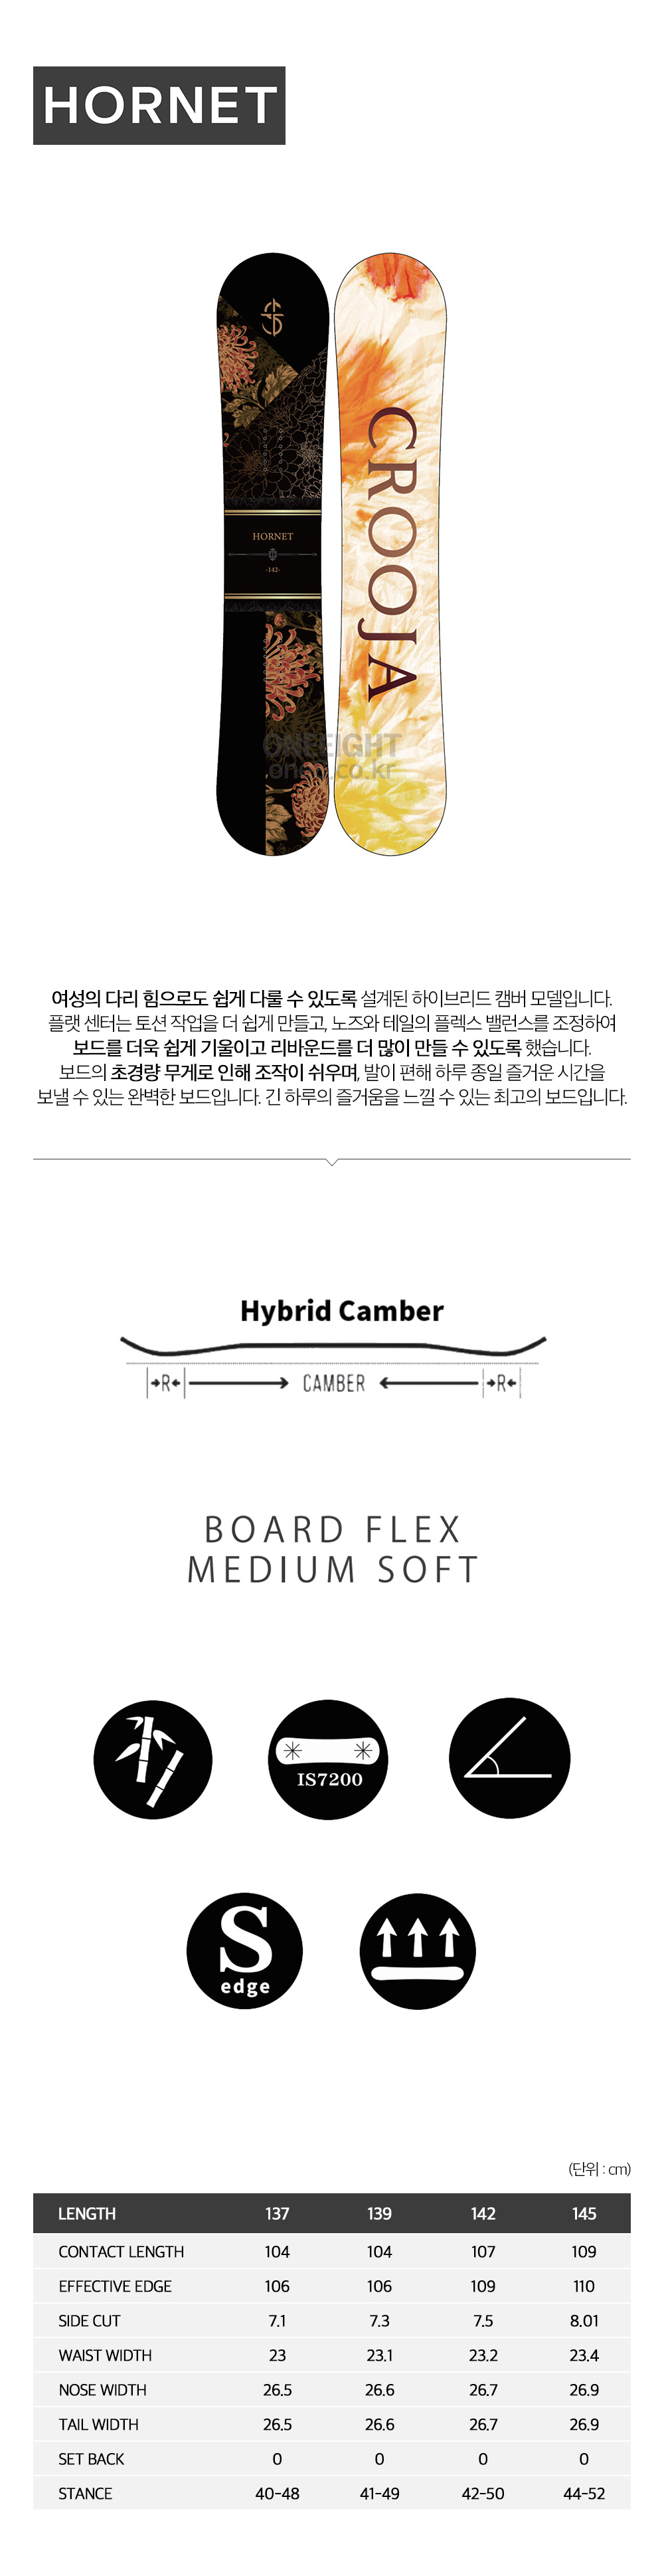 HORNET
HORNET
-142-
CROOJA
ONEEIGHT
여성의 다리 힘으로도 쉽게 다룰 수 있도록 설계된 하이브리드 캠버 모델입니다.
플랫 센터는 토션 작업을 더 쉽게 만들고, 노즈와 테일의 플렉스 밸런스를 조정하여
보드를 더욱 쉽게 기울이고 리바운드를 더 많이 만들 수 있도록 했습니다.
보드의 초경량 무게로 인해 조작이 쉬우며, 발이 편해 하루 종일 즐거운 시간을
보낼 수 있는 완벽한 보드입니다. 긴 하루의 즐거움을 느낄 수 있는 최고의 보드입니다.
Hybrid Camber
R CAMBER R
BOARD FLEX
MEDIUM SOFT
IS7200
S
edge
(단위 : cm)
LENGTH 137 139 142 145
CONTACT LENGTH 104 104 107 109
EFFECTIVE EDGE 106 106 109 110
SIDE CUT 7.1 7.3 7.5 8.01
WAIST WIDTH 23 23.1 23.2 23.4
NOSE WIDTH 26.5 26.6 26.7 26.9
TAIL WIDTH 26.5 26.6 26.7 26.9
SET BACK 0 0 0 0
STANCE 40-48 41-49 42-50 44-52